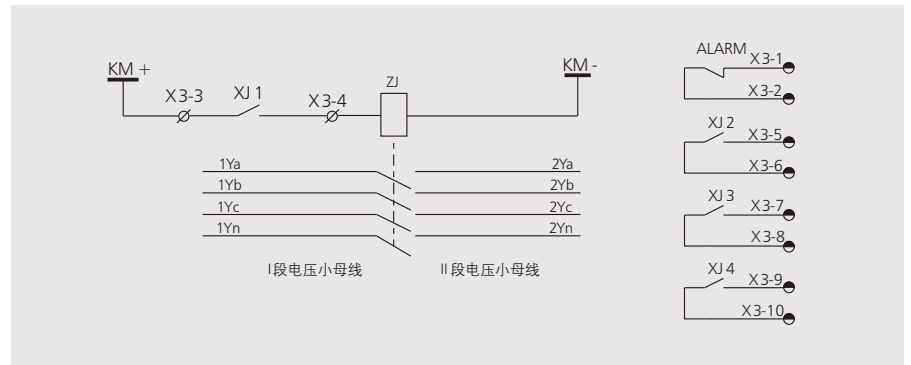 KM +
X3-3
XJ 1
X3-4
ZJ
KM -
1Ya
2Ya
1Yb
2Yb
1Yc
2Yc
1Yn
2Yn
I段电压小母线
II段电压小母线
ALARM
X3-1
X3-2
XJ 2
X3-5
X3-6
XJ 3
X3-7
X3-8
XJ 4
X3-9
X3-10